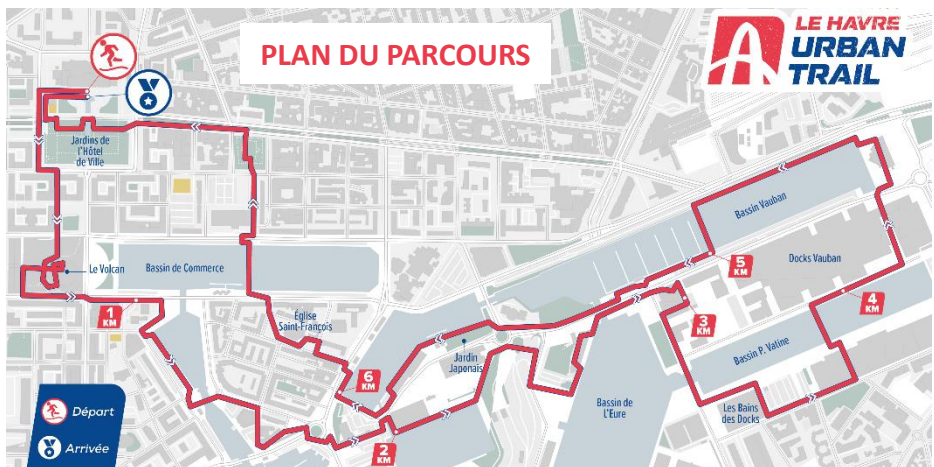 PLAN DU PARCOURS
LE HAVRE
URBAN
TRAIL
Jardins de
l'Hôtel
de Ville
Le Volcan
Bassin de Commerce
1
KM
Église
Saint-François
Bassin Vauban
Docks Vauban
5
KM
4
KM
3
KM
Bassin P. Vatine
Jardin
Japonais
6
KM
Bassin de
L'Eure
Les Bains
des Docks
2
KM
Départ
Arrivée